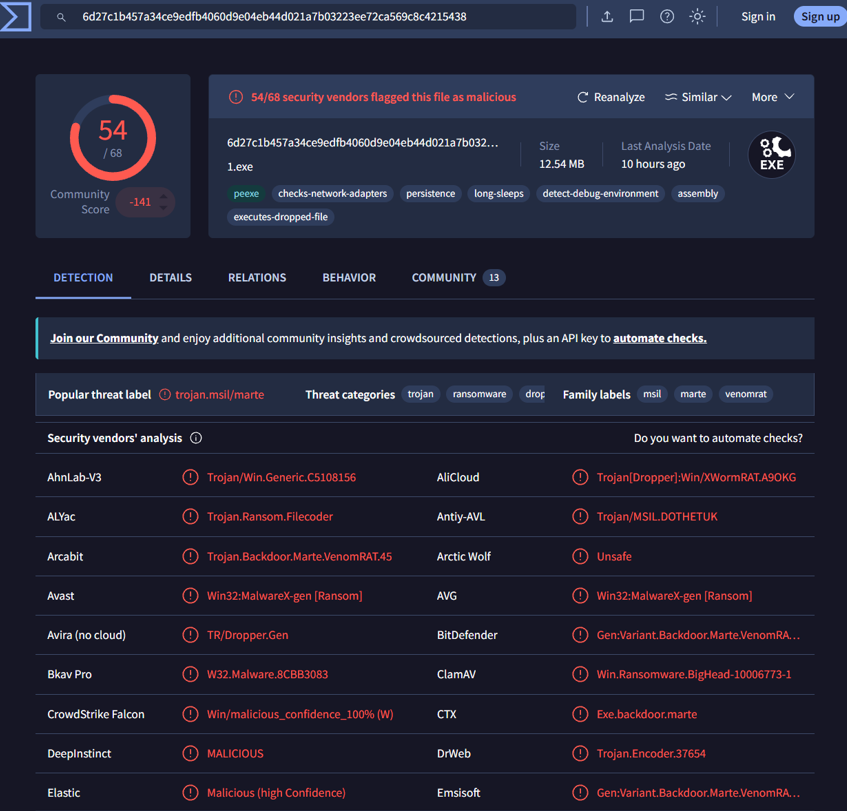 6d27c1b457a34ce9edfb4060d9e04eb44d021a7b03223ee72ca569c8c4215438
Sign in
Sign up
54
/ 68
Community
Score
-141
54/68 security vendors flagged this file as malicious
Reanalyze
Similar
More
6d27c1b457a34ce9edfb4060d9e04eb44d021a7b032...
1.exe
Size
12.54 MB
Last Analysis Date
10 hours ago
EXE
peexe checks-network-adapters persistence long-sleeps detect-debug-environment assembly
executes-dropped-file
DETECTION DETAILS RELATIONS BEHAVIOR COMMUNITY 13
Join our Community and enjoy additional community insights and crowdsourced detections, plus an API key to automate checks.
Popular threat label trojan.msil/marte Threat categories trojan ransomware drop Family labels msil marte venomrat
Security vendors' analysis Do you want to automate checks?
AhnLab-V3 Trojan/Win.Generic.C5108156 AliCloud Trojan[Dropper]:Win/XWormRAT.A9OKG
ALYac Trojan.Ransom.Filecoder Antiy-AVL Trojan/MSIL.DOTHETUK
Arcabit Trojan.Backdoor.Marte.VenomRAT.45 Arctic Wolf Unsafe
Avast Win32:MalwareX-gen [Ransom] AVG Win32:MalwareX-gen [Ransom]
Avira (no cloud) TR/Dropper.Gen BitDefender Gen:Variant.Backdoor.Marte.VenomRA...
Bkav Pro W32.Malware.8CBB3083 ClamAV Win.Ransomware.BigHead-10006773-1
CrowdStrike Falcon Win/malicious_confidence_100% (W) CTX Exe.backdoor.marte
DeepInstinct MALICIOUS DrWeb Trojan.Encoder.37654
Elastic Malicious (high Confidence) Emsisoft Gen:Variant.Backdoor.Marte.VenomRA...